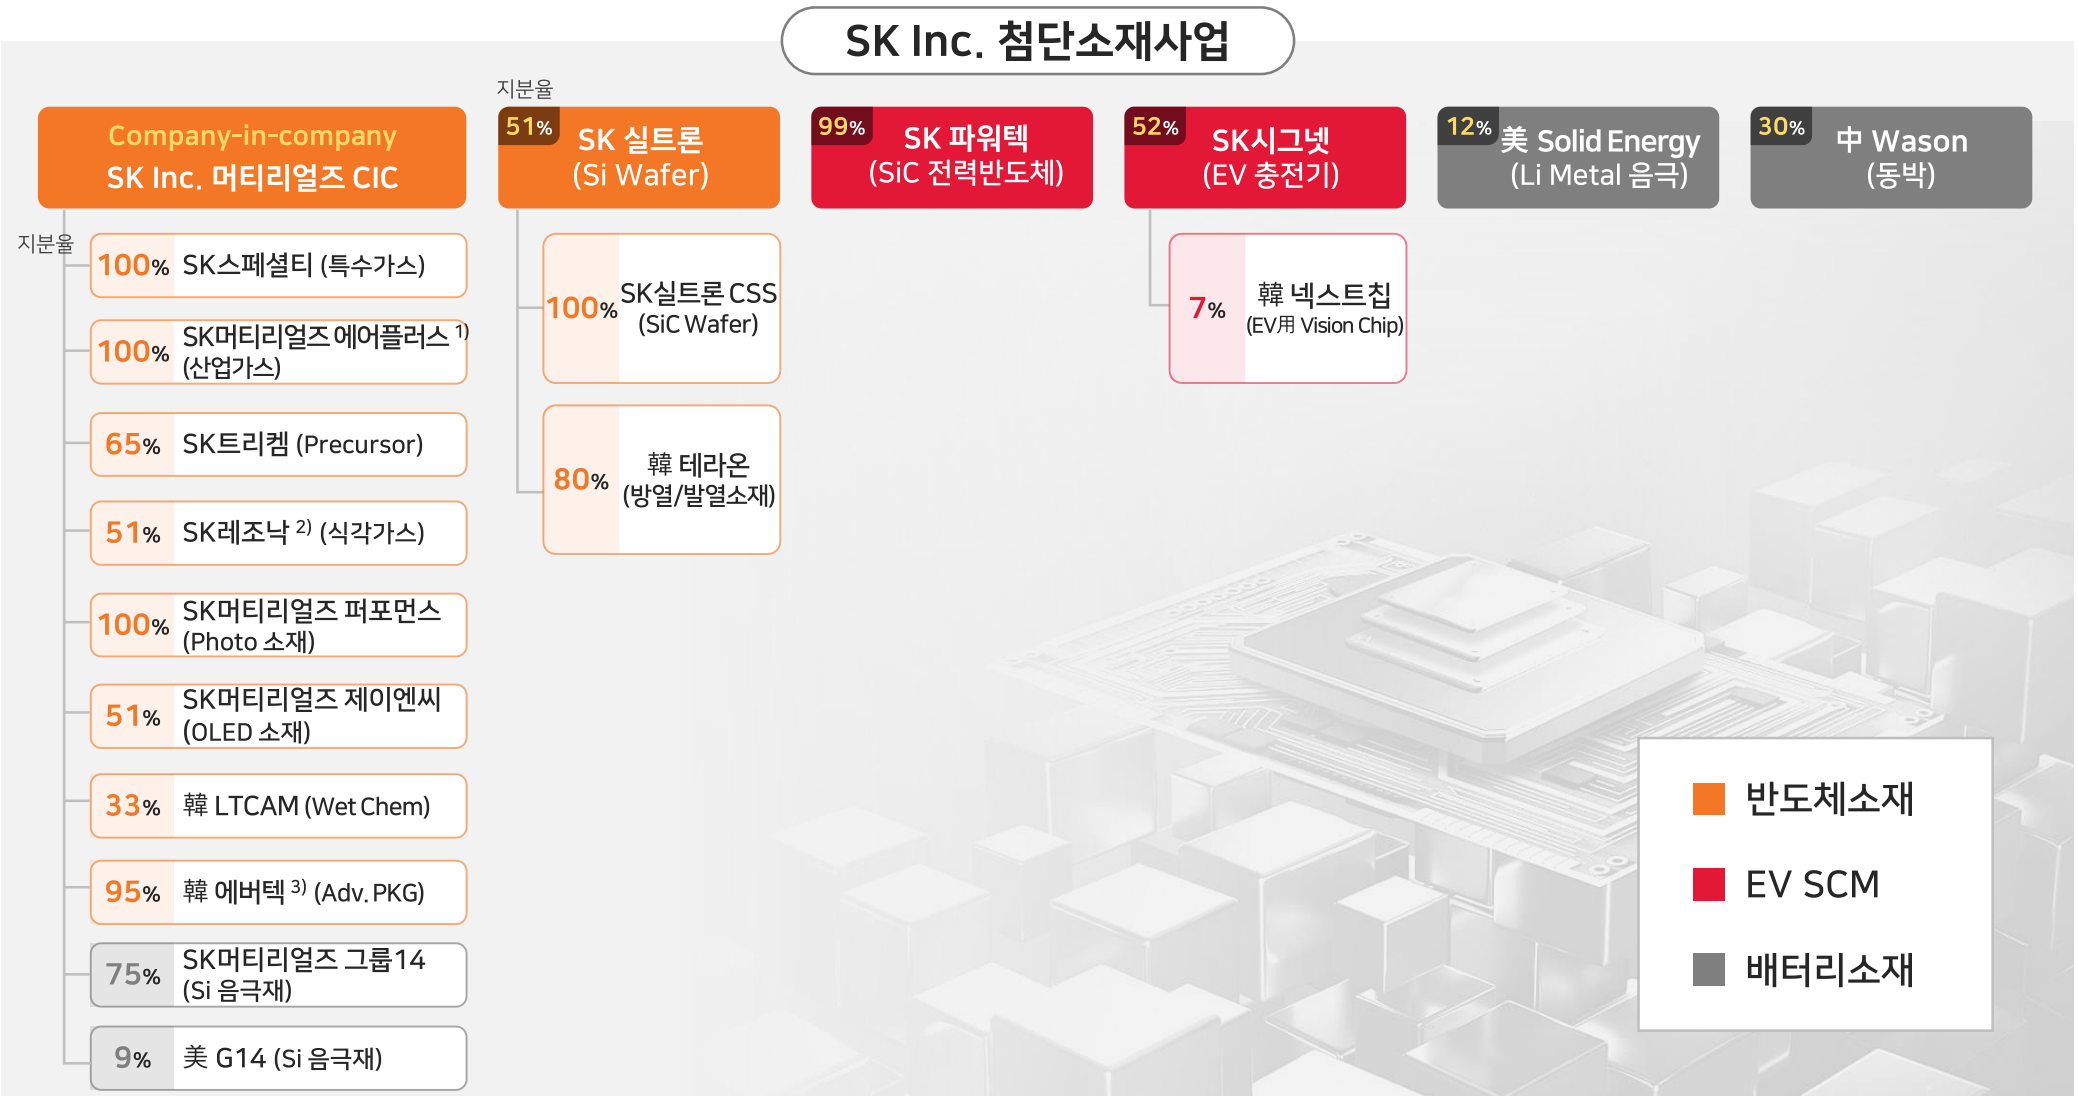 SK Inc. 첨단소재사업
Company-in-company
SK Inc. 머티리얼즈 CIC
지분율
100% SK스페셜티 (특수가스)
100% SK머티리얼즈 에어플러스 1)
(산업가스)
65% SK트리켐 (Precursor)
51% SK레조낙 2) (식각가스)
100% SK머티리얼즈 퍼포먼스
(Photo 소재)
51% SK머티리얼즈 제이엔씨
(OLED 소재)
33% 韓 LTCAM (Wet Chem)
95% 韓 에버텍 3) (Adv. PKG)
75% SK머티리얼즈 그룹14
(Si 음극재)
9% 美 G14 (Si 음극재)
지분율
51% SK 실트론
(Si Wafer)
100% SK실트론 CSS
(SiC Wafer)
80% 韓 테라온
(방열/발열소재)
99% SK 파워텍
(SiC 전력반도체)
52% SK시그넷
(EV 충전기)
7% 韓 넥스트칩
(EV用 Vision Chip)
12% 美 Solid Energy
(Li Metal 음극)
30% 中 Wason
(동박)
반도체소재
EV SCM
배터리소재